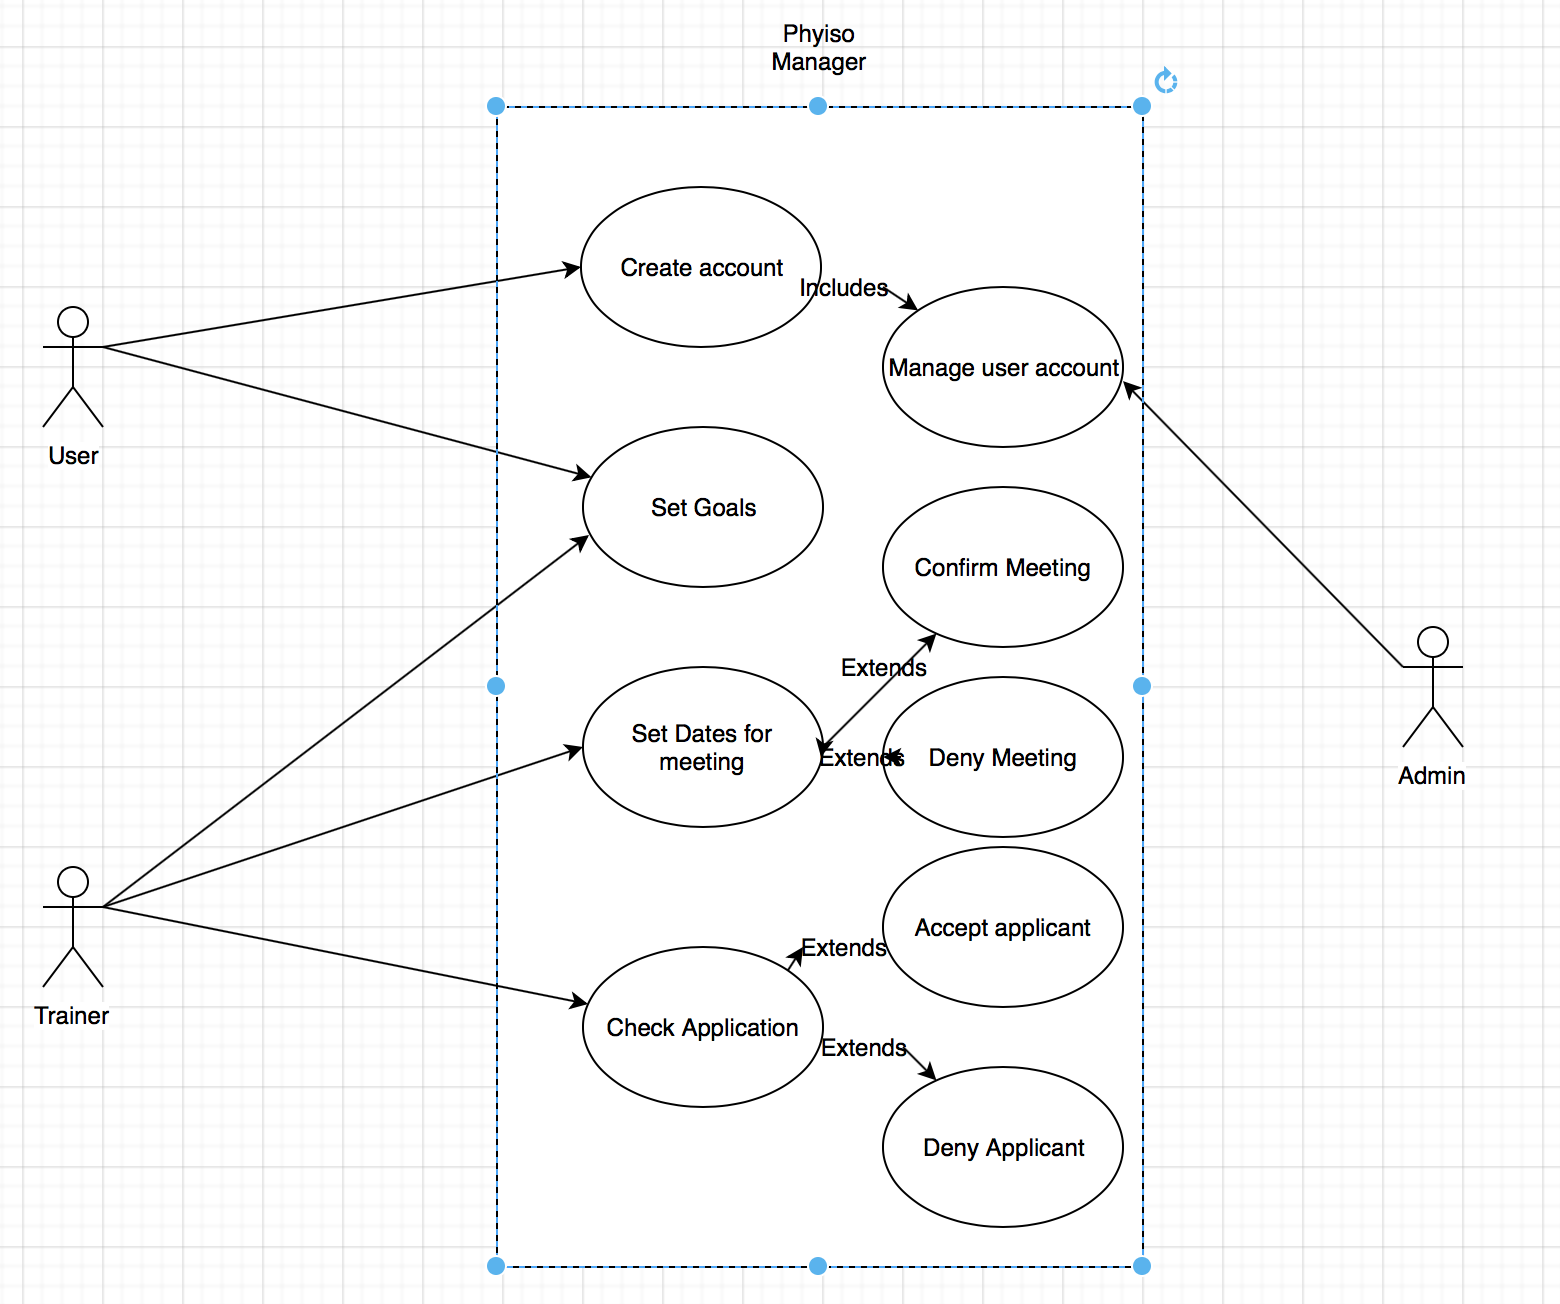 Phyiso
Manager
Create account
Includes
Manage user account
User
Set Goals
Confirm Meeting
Extends
Set Dates for
meeting
Extends
Deny Meeting
Admin
Accept applicant
Extends
Trainer
Check Application
Extends
Deny Applicant